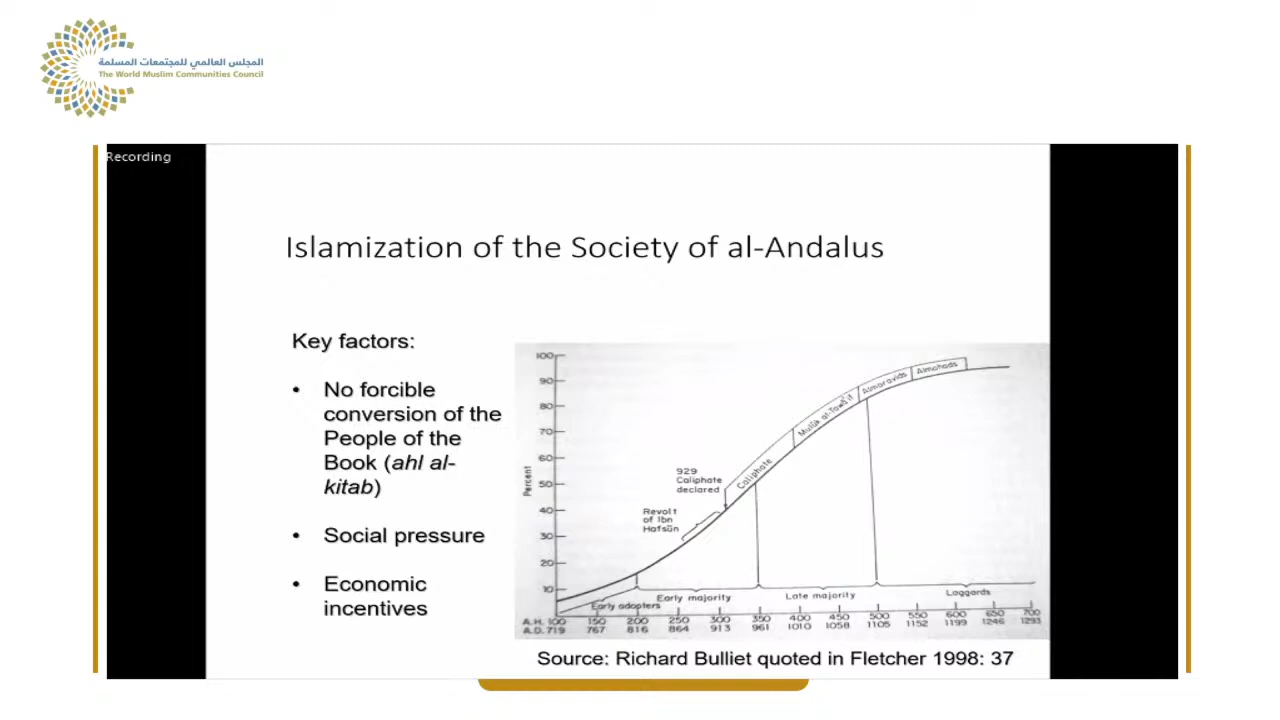 المجلس العالمي للمجتمعات المسلمة
The World Muslim Communities Council
Recording
Islamization of the Society of al-Andalus
Key factors:
• No forcible
conversion of the
People of the
Book (ahl al-
kitab)
• Social pressure
• Economic
incentives
100
90
80
70
60
50
40
30
20
10
Percent
929
Caliphate
declared
Revolt
of Ibn
Hafsūn
Caliphate
Mulūk al-Tawā'if
Almoravids
Almohads
Early adopters
Early majority
Late majority
Laggards
A.H. 100 150 200 250 300 350 400 450 500 550 600 650 700
A.D. 719 767 816 864 913 961 1010 1058 1105 1152 1199 1246 1293
Source: Richard Bulliet quoted in Fletcher 1998: 37